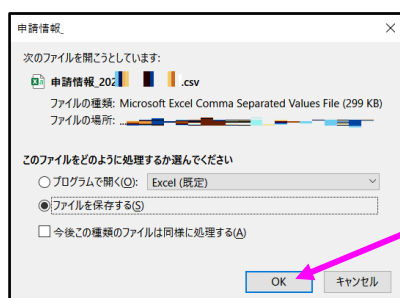 申請情報_
次のファイルを開こうとしています:
申請情報_202 .csv
ファイルの種類: Microsoft Excel Comma Separated Values File (299 KB)
ファイルの場所: ...
このファイルをどのように処理するか選んでください
プログラムで開く(O): Excel (既定)
ファイルを保存する(S)
今後この種類のファイルは同様に処理する(A)
OK キャンセル